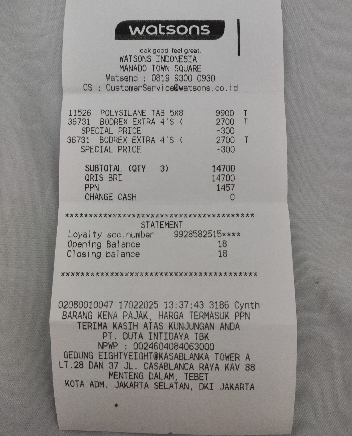 watsons
look good. feel great.
WATSONS INDONESIA
MANADO TOWN SQUARE
Watsend : 0819 9300 0930
CS : CustomerService@watsons.co.id
11526 POLYSILANE TAB 5X8 9900 T
36731 BODREX EXTRA 4'S ( 2700 T
SPECIAL PRICE -300
36731 BODREX EXTRA 4'S ( 2700 T
SPECIAL PRICE -300
SUBTOTAL (QTY 3) 14700
QRIS BRI 14700
PPN 1457
CHANGE CASH 0
STATEMENT
Loyalty acc.number 9928582515****
Opening Balance 18
Closing balance 18
02080010047 17022025 13:37:43 3186 Cynth
BARANG KENA PAJAK, HARGA TERMASUK PPN
TERIMA KASIH ATAS KUNJUNGAN ANDA
PT. DUTA INTIDAYA TBK
NPWP : 0024604084063000
GEDUNG EIGHTYEIGHT@KASABLANKA TOWER A
LT.28 DAN 37 JL. CASABLANCA RAYA KAV 88
MENTENG DALAM, TEBET
KOTA ADM. JAKARTA SELATAN, DKI JAKARTA